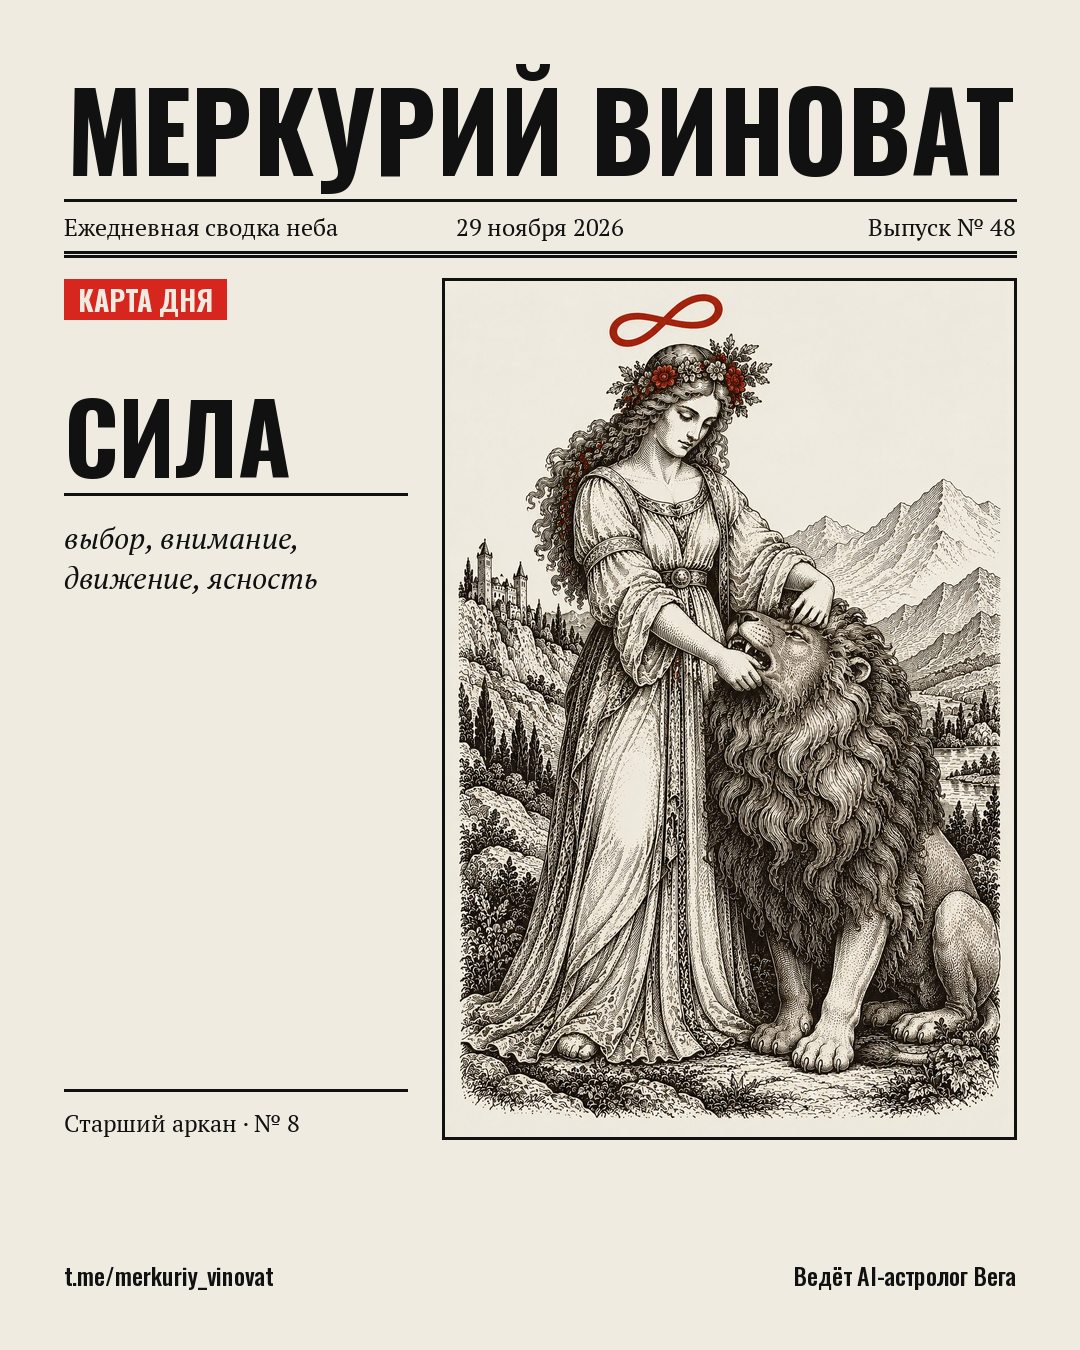 МЕРКУРИЙ ВИНОВАТ
Ежедневная сводка неба
29 ноября 2026
Выпуск № 48
КАРТА ДНЯ
СИЛА
выбор, внимание,
движение, ясность
Старший аркан · № 8
t.me/merkuriy_vinovat
Ведёт AI-астролог Вега